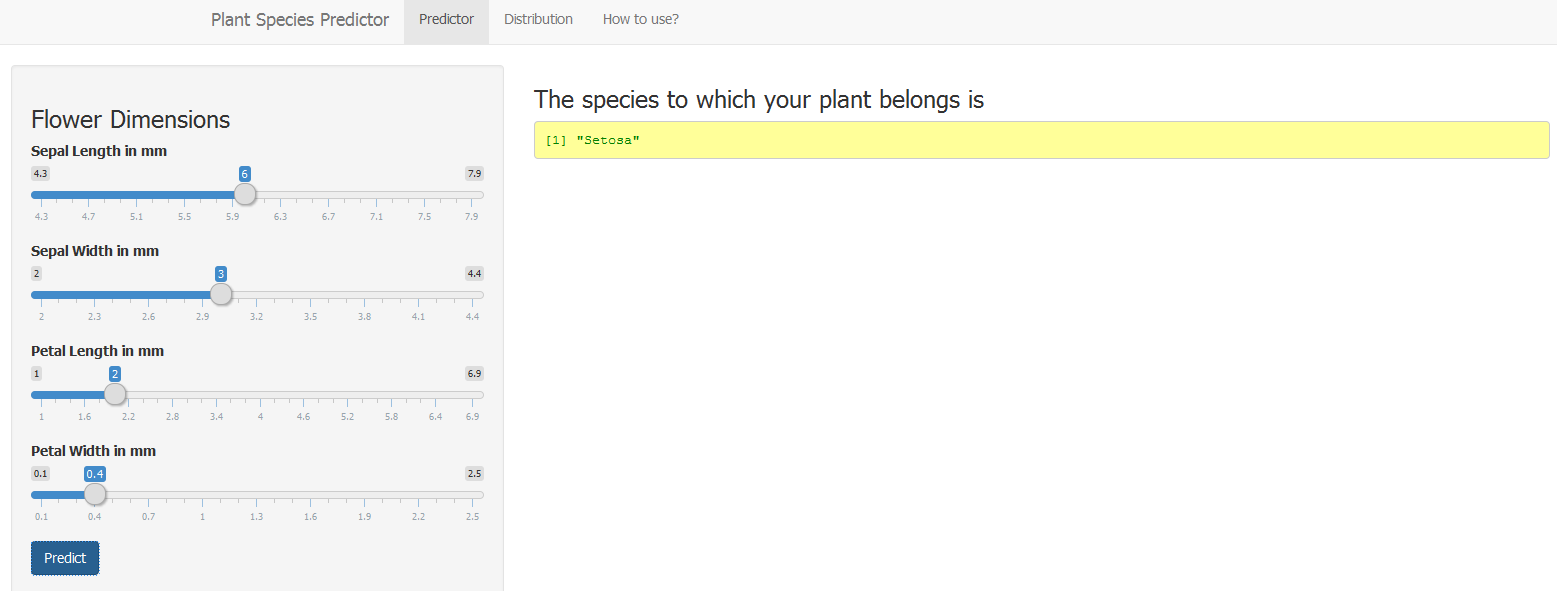 Plant Species Predictor Predictor Distribution How to use?
Flower Dimensions
Sepal Length in mm
4.3 6 7.9
4.3 4.7 5.1 5.5 5.9 6.3 6.7 7.1 7.5 7.9
Sepal Width in mm
2 3 4.4
2 2.3 2.6 2.9 3.2 3.5 3.8 4.1 4.4
Petal Length in mm
1 2 6.9
1 1.6 2.2 2.8 3.4 4 4.6 5.2 5.8 6.4 6.9
Petal Width in mm
0.1 0.4 2.5
0.1 0.4 0.7 1 1.3 1.6 1.9 2.2 2.5
Predict
The species to which your plant belongs is
[1] "Setosa"